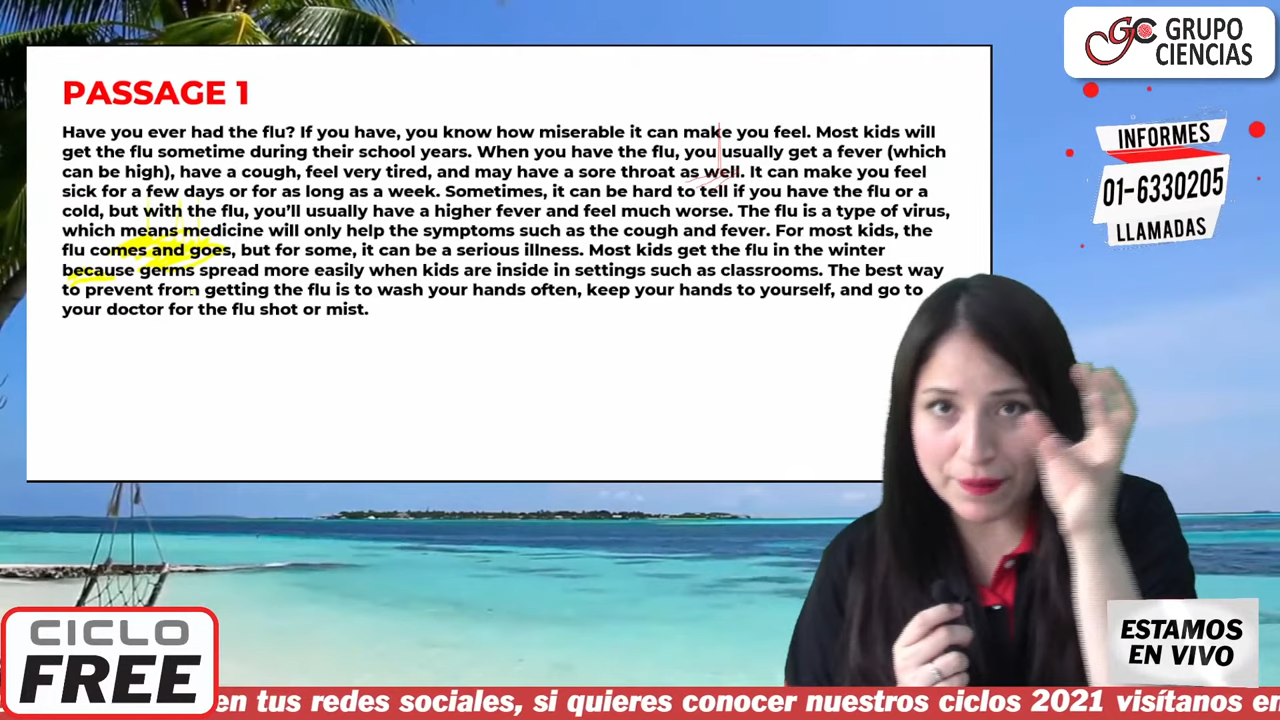 PASSAGE 1
Have you ever had the flu? If you have, you know how miserable it can make you feel. Most kids will
get the flu sometime during their school years. When you have the flu, you usually get a fever (which
can be high), have a cough, feel very tired, and may have a sore throat as well. It can make you feel
sick for a few days or for as long as a week. Sometimes, it can be hard to tell if you have the flu or a
cold, but with the flu, you’ll usually have a higher fever and feel much worse. The flu is a type of virus,
which means medicine will only help the symptoms such as the cough and fever. For most kids, the
flu comes and goes, but for some, it can be a serious illness. Most kids get the flu in the winter
because germs spread more easily when kids are inside in settings such as classrooms. The best way
to prevent from getting the flu is to wash your hands often, keep your hands to yourself, and go to
your doctor for the flu shot or mist.
GC GRUPO
CIENCIAS
INFORMES
01-6330205
LLAMADAS
ESTAMOS
EN VIVO
CICLO
FREE
en tus redes sociales, si quieres conocer nuestros ciclos 2021 visítanos en